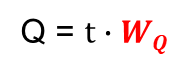 Q = t · W_Q